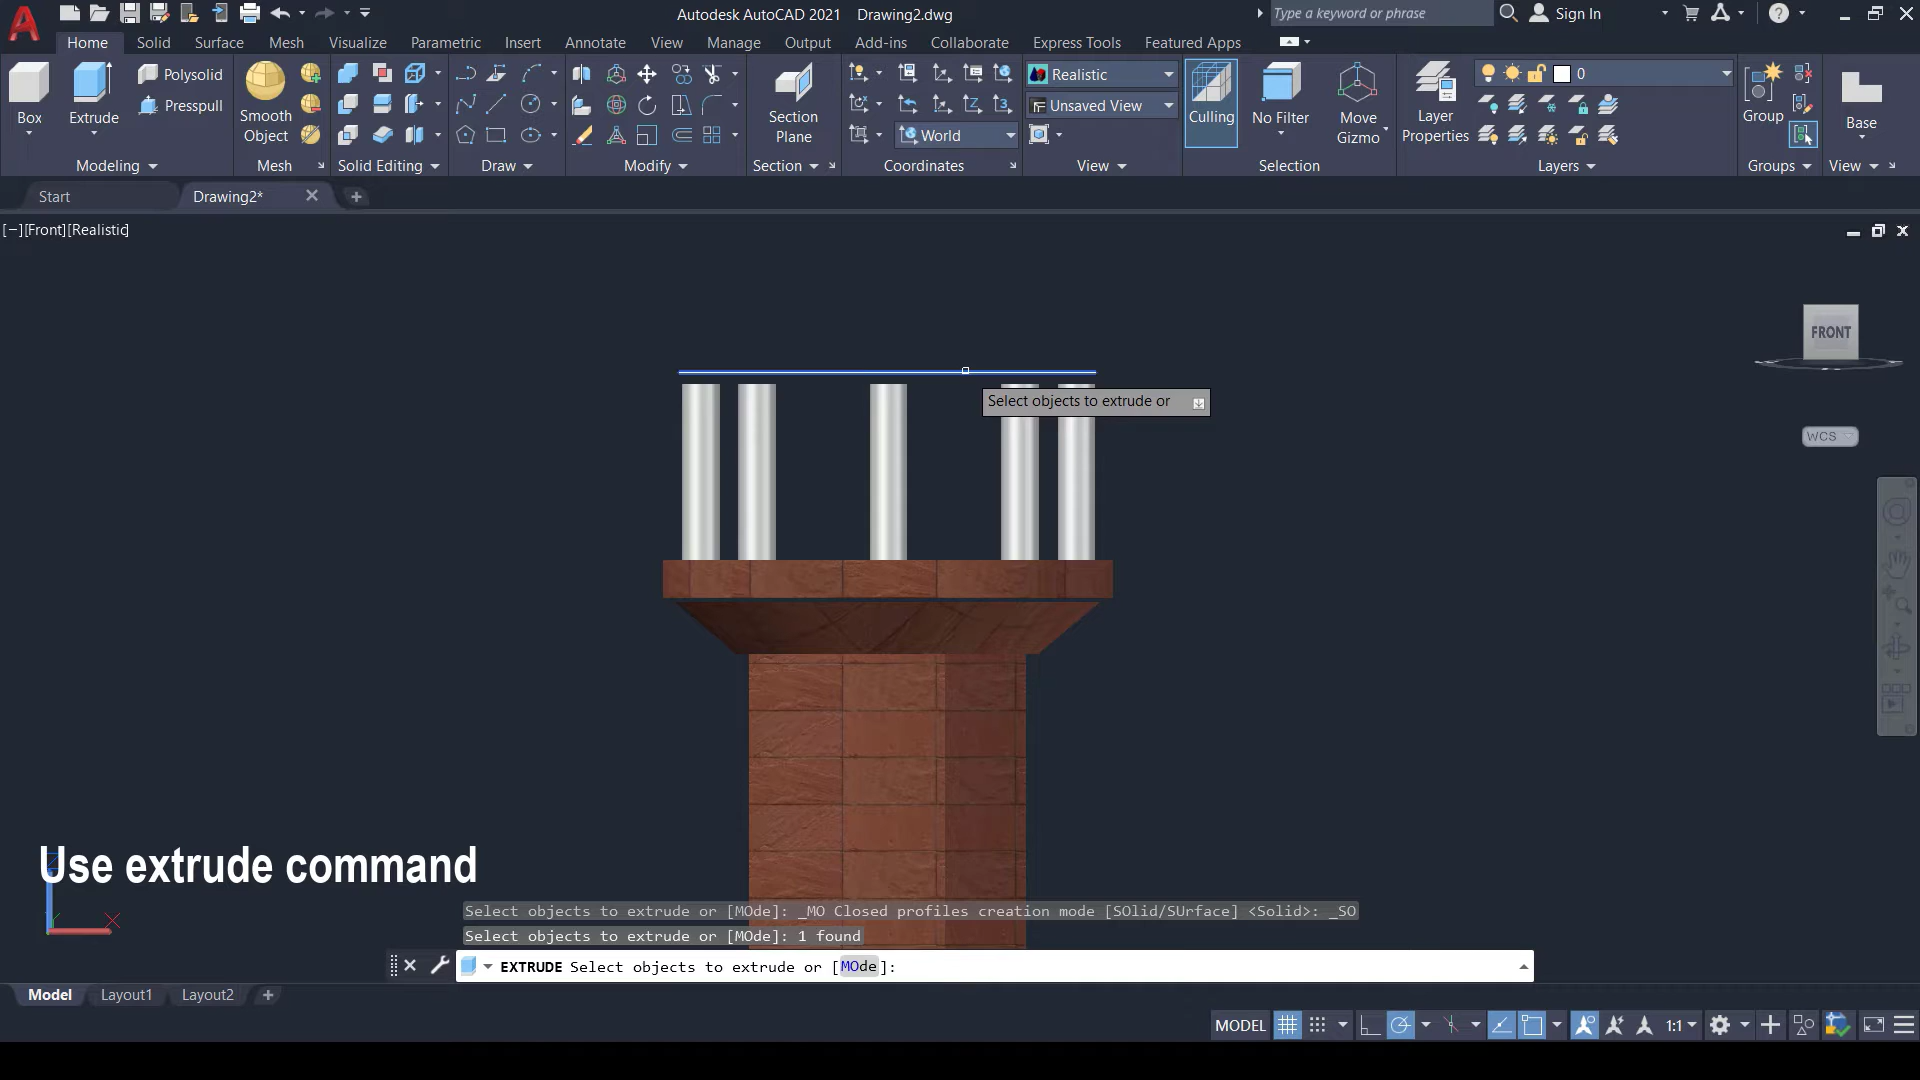 Autodesk AutoCAD 2021 Drawing2.dwg
Type a keyword or phrase
Sign In
Home Solid Surface Mesh Visualize Parametric Insert Annotate View Manage Output Add-ins Collaborate Express Tools Featured Apps
Box
Extrude
Polysolid
Presspull
Smooth
Object
Section
Plane
World
Realistic
Unsaved View
Culling
No Filter
Move
Gizmo
Layer
Properties
0
Group
Base
Modeling Mesh Solid Editing Draw Modify Section Coordinates View Selection Layers Groups View
Start Drawing2*
[−][Front][Realistic]
FRONT
WCS
Select objects to extrude or
Use extrude command
Select objects to extrude or [MOde]: _MO Closed profiles creation mode [SOlid/SUrface] <Solid>: _SO
Select objects to extrude or [MOde]: 1 found
EXTRUDE Select objects to extrude or [MOde]:
Model Layout1 Layout2
MODEL 1:1